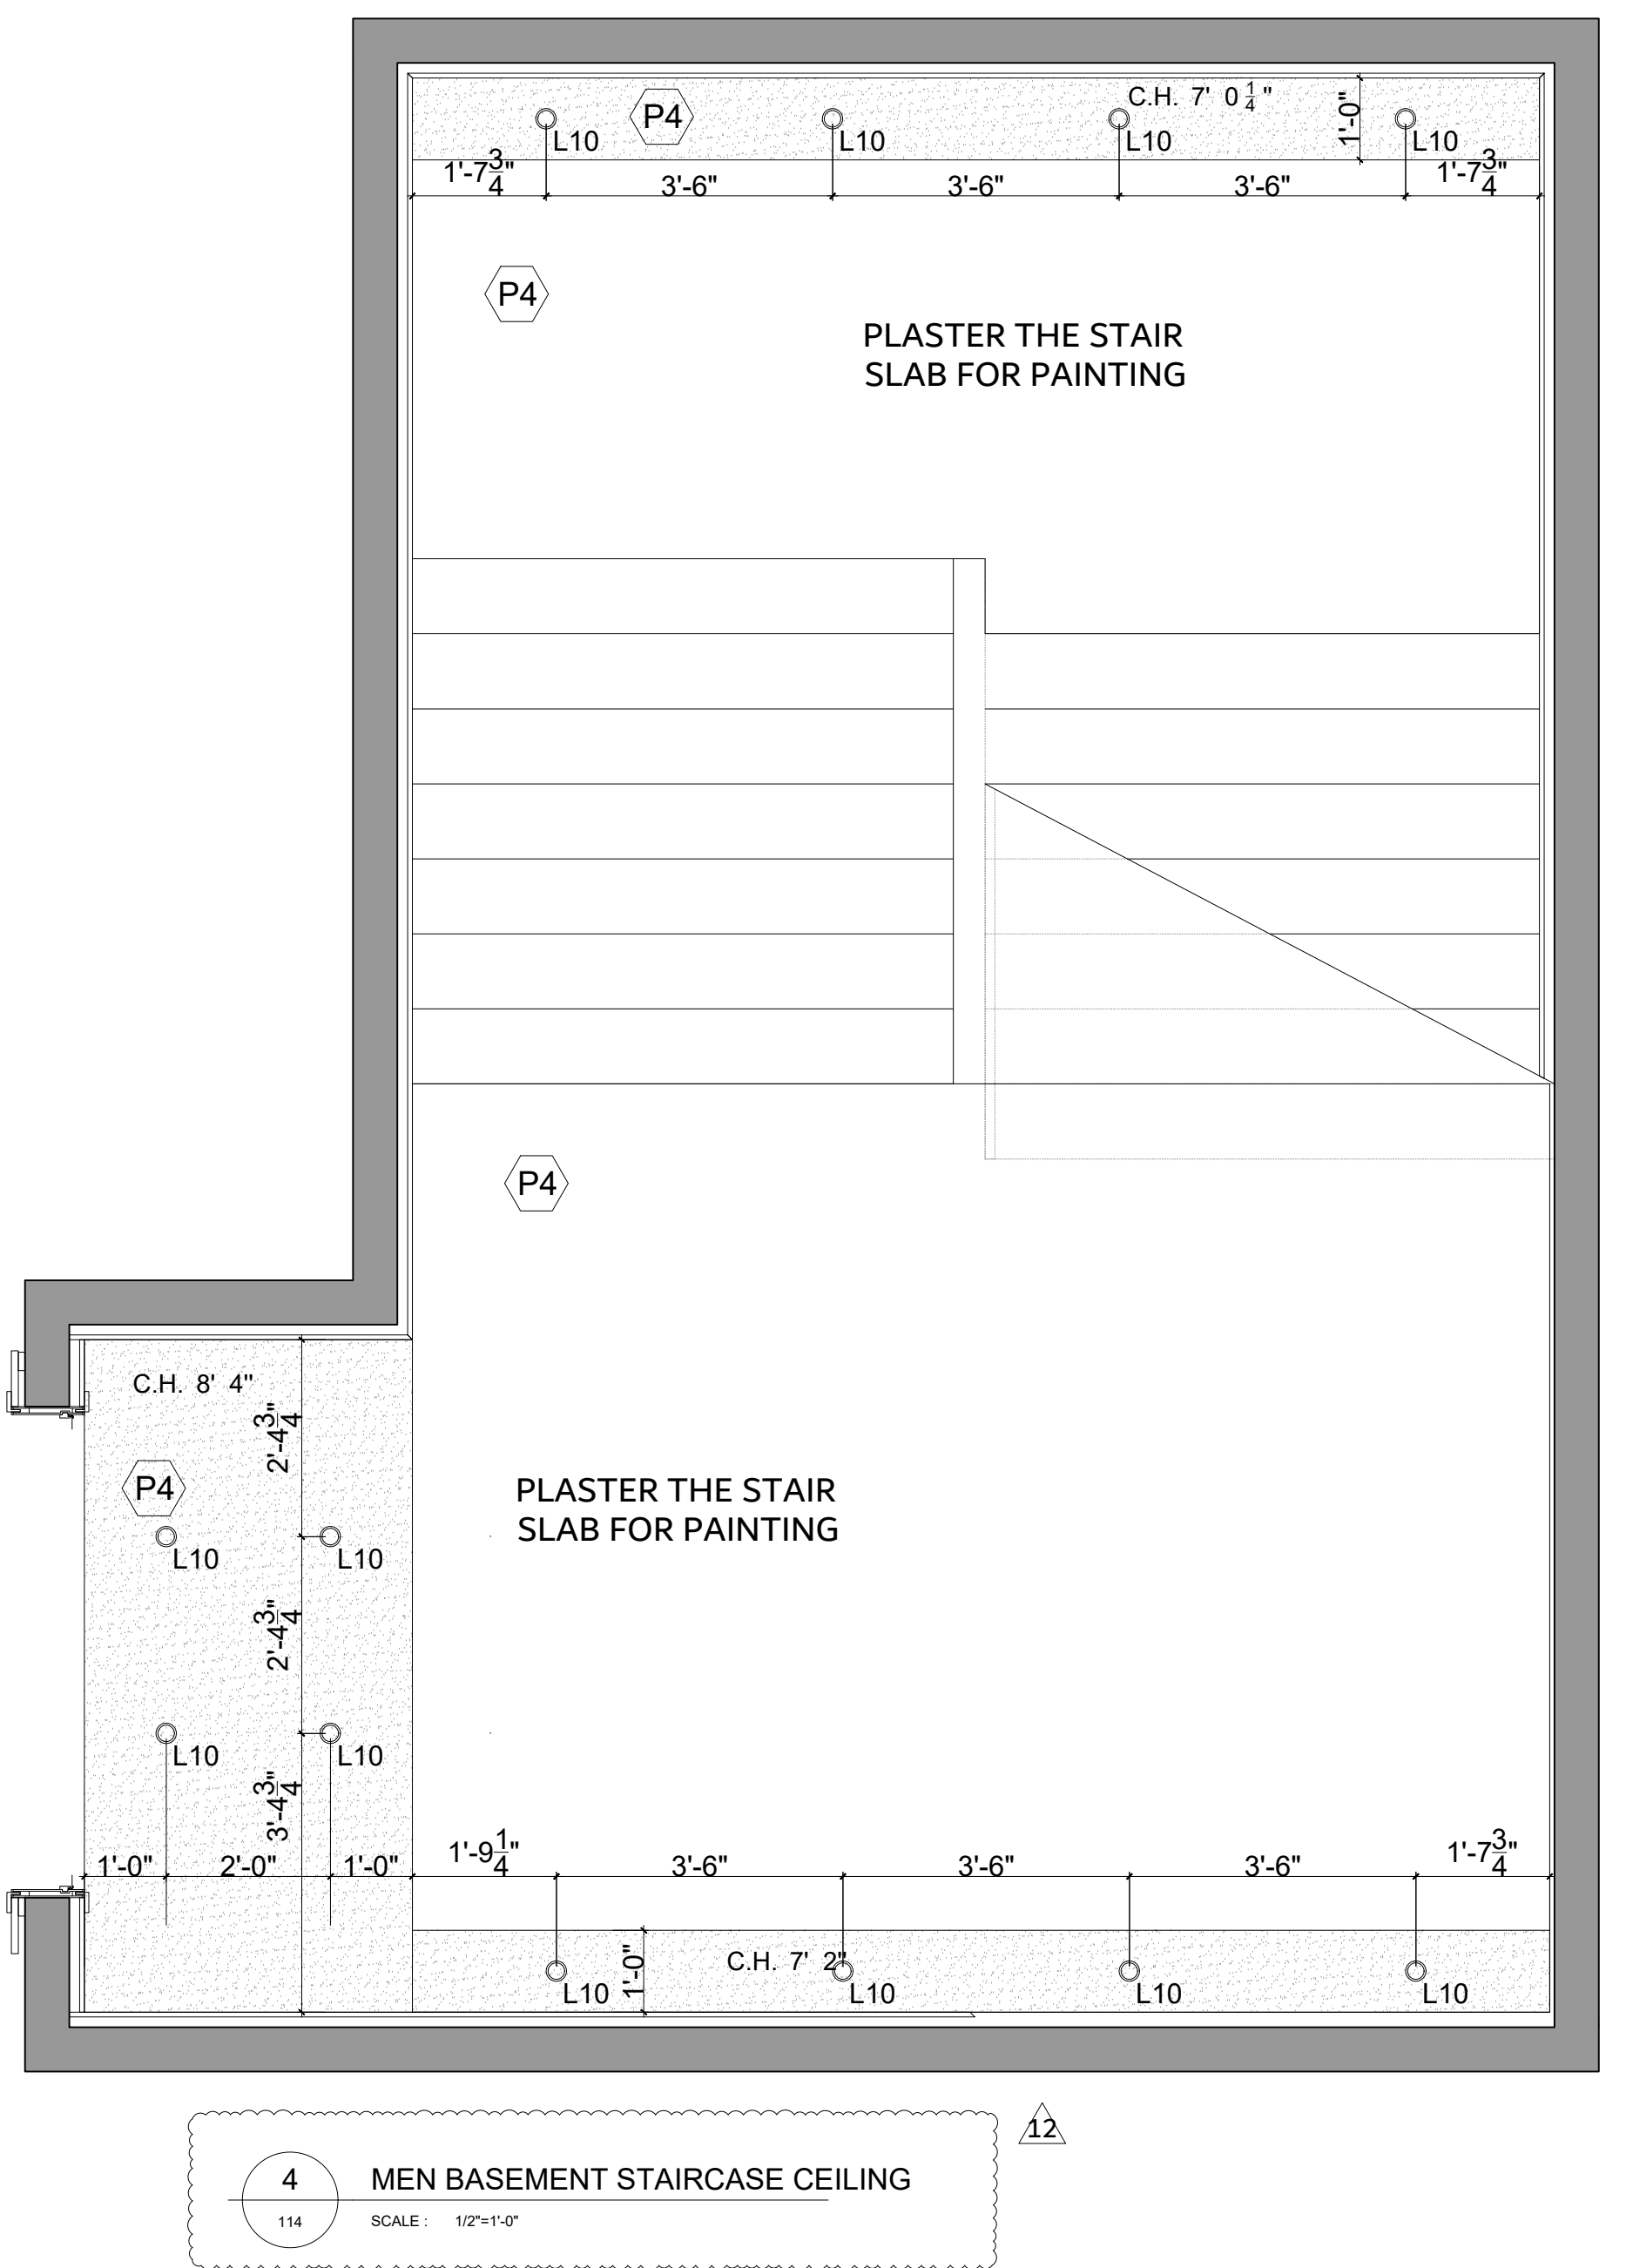 P4
C.H. 7' 0 1/4"
1'-0"
L10 L10 L10 L10
1'-7 3/4" 3'-6" 3'-6" 3'-6" 1'-7 3/4"
P4
PLASTER THE STAIR
SLAB FOR PAINTING
P4
C.H. 8' 4"
2'-4 3/4"
P4
PLASTER THE STAIR
SLAB FOR PAINTING
L10 L10
2'-4 3/4"
L10 L10
3'-4 3/4"
1'-0" 2'-0" 1'-0" 1'-9 1/4" 3'-6" 3'-6" 3'-6" 1'-7 3/4"
1'-0"
C.H. 7' 2"
L10 L10 L10 L10
12
4
114
MEN BASEMENT STAIRCASE CEILING
SCALE : 1/2"=1'-0"